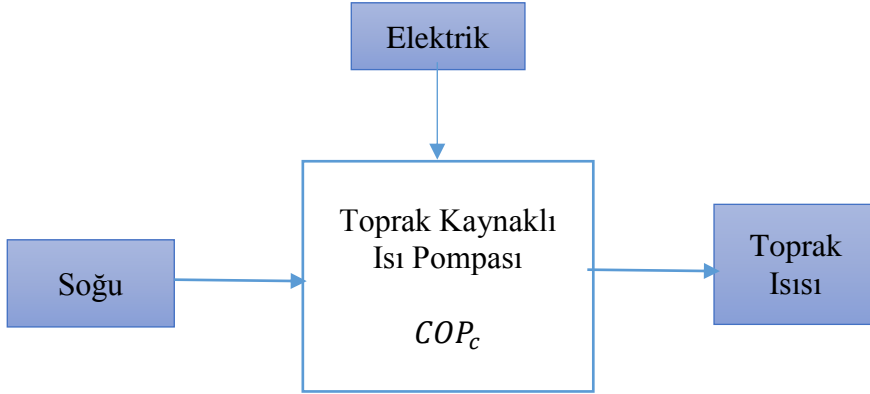 Elektrik
Toprak Kaynaklı
Isı Pompası
COP_c
Soğu
Toprak
Isısı